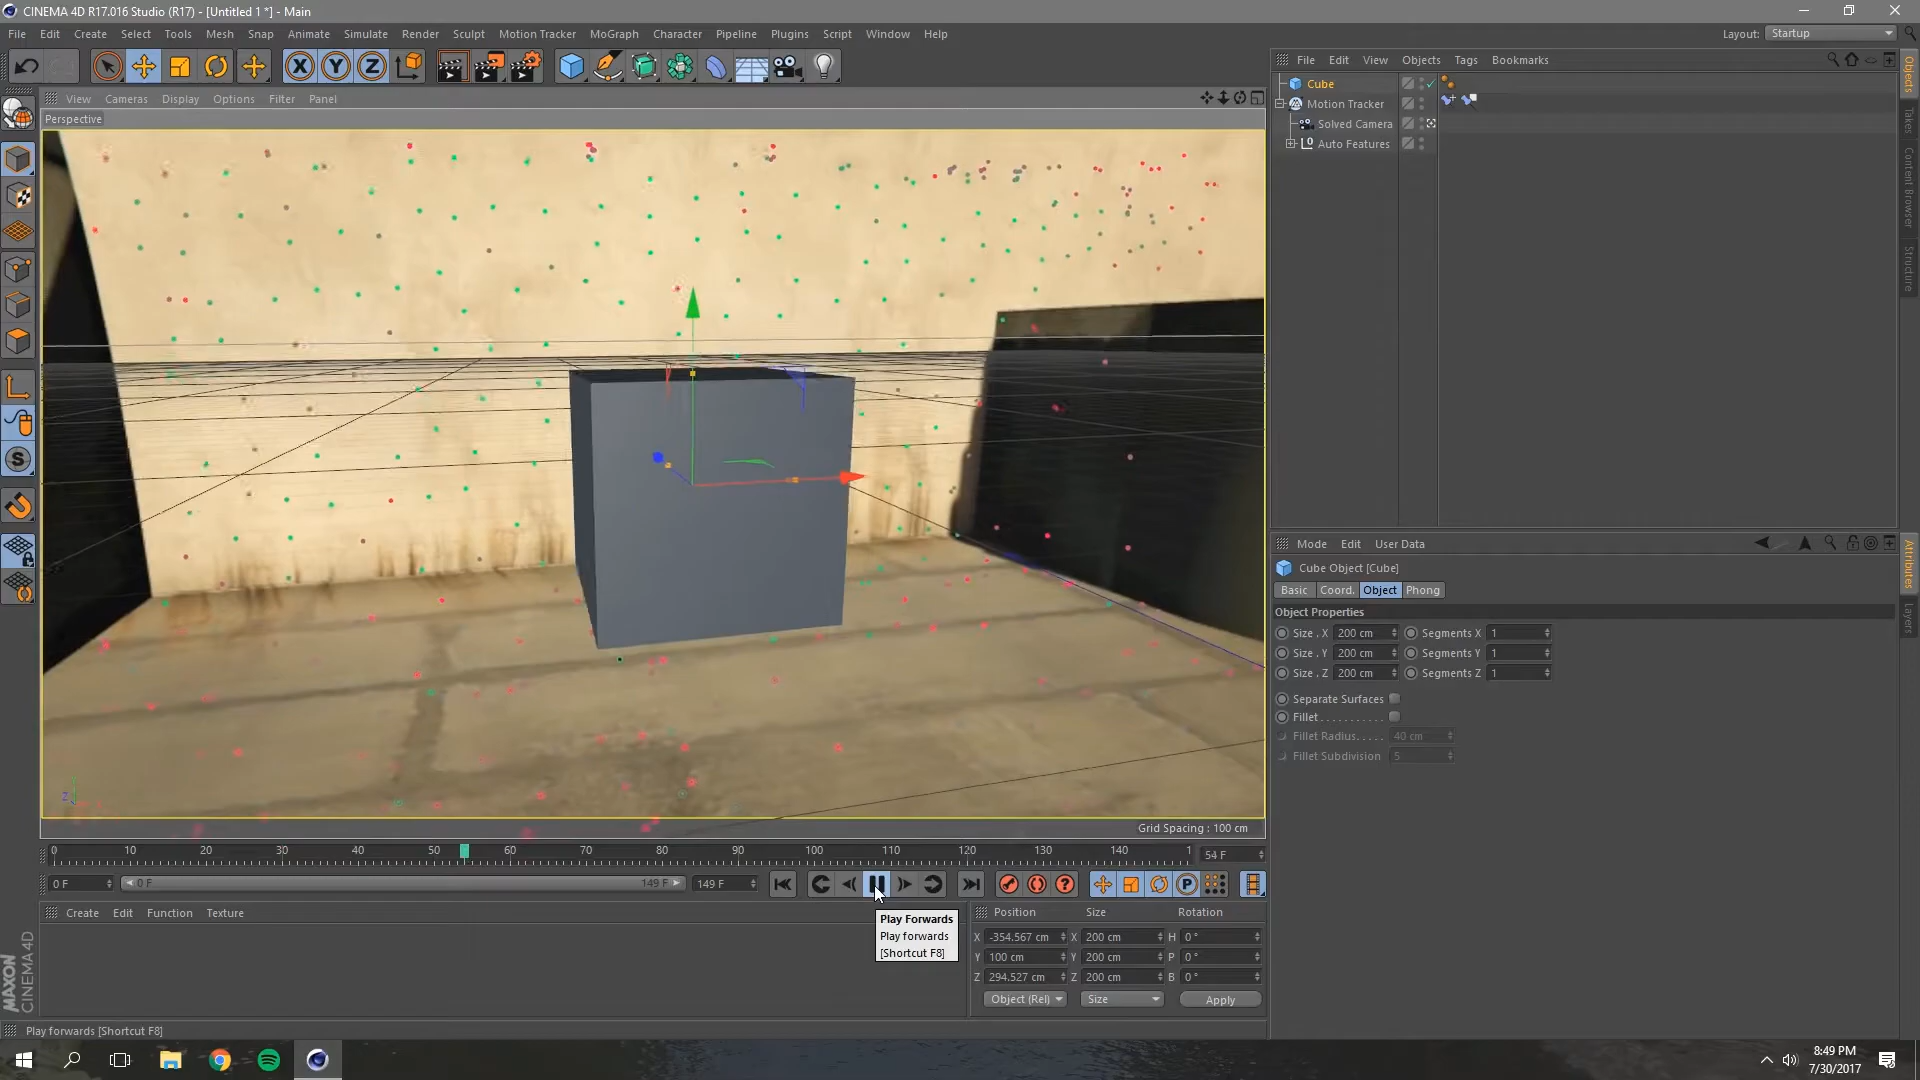 CINEMA 4D R17.016 Studio (R17) - [Untitled 1 *] - Main
File Edit Create Select Tools Mesh Snap Animate Simulate Render Sculpt Motion Tracker MoGraph Character Pipeline Plugins Script Window Help
Layout: Startup
X Y Z
View Cameras Display Options Filter Panel
Perspective
File Edit View Objects Tags Bookmarks
Cube
Motion Tracker
Solved Camera
Auto Features
Objects
Takes
Content Browser
Structure
Mode Edit User Data
Cube Object [Cube]
Basic Coord. Object Phong
Object Properties
Size . X 200 cm Segments X 1
Size . Y 200 cm Segments Y 1
Size . Z 200 cm Segments Z 1
Separate Surfaces
Fillet . . . . . . . . . . .
Fillet Radius. . . . . 40 cm
Fillet Subdivision 5
Attributes
Layers
Z
Grid Spacing : 100 cm
0 10 20 30 40 50 60 70 80 90 100 110 120 130 140 1
54 F
0 F 0 F 149 F 149 F
Create Edit Function Texture
Play Forwards
Play forwards
[Shortcut F8]
Position Size Rotation
X -354.567 cm X 200 cm H 0 °
Y 100 cm Y 200 cm P 0 °
Z 294.527 cm Z 200 cm B 0 °
Object (Rel) Size Apply
MAXON
CINEMA 4D
Play forwards [Shortcut F8]
8:49 PM
7/30/2017